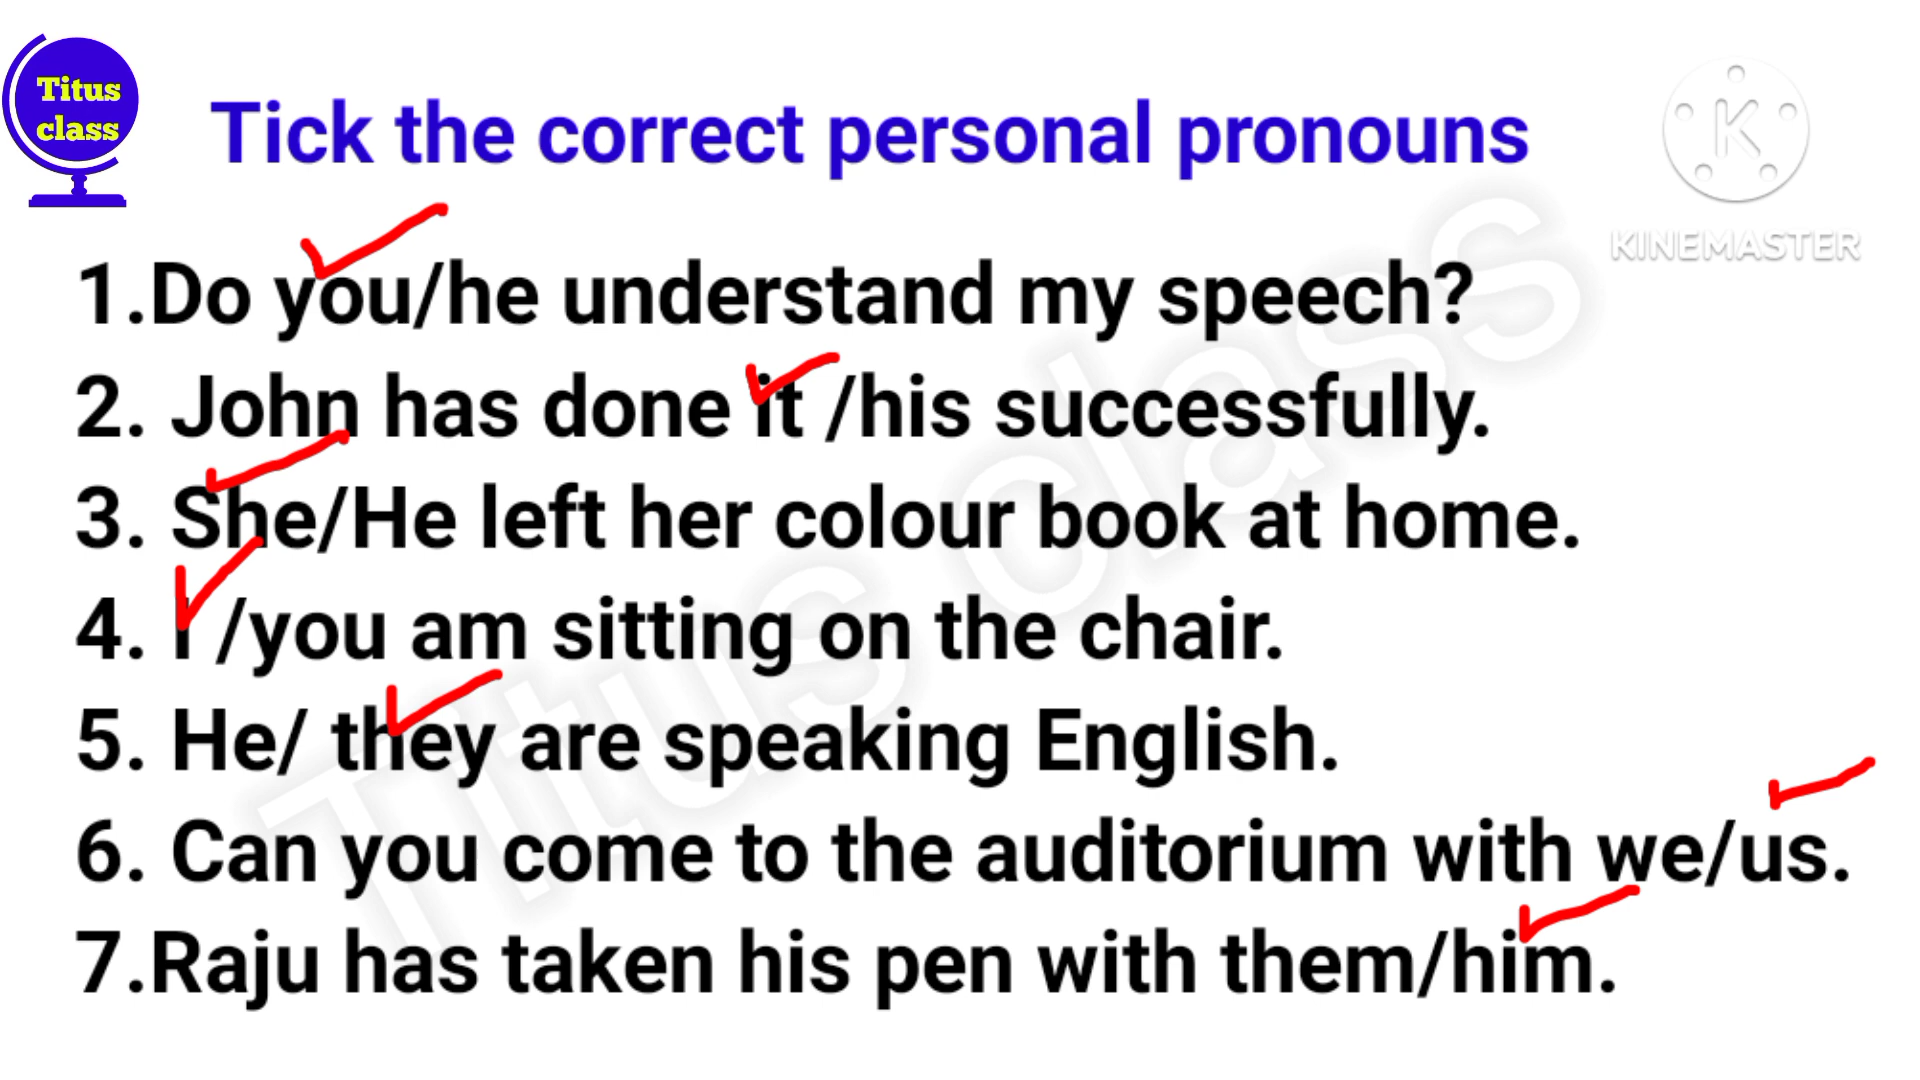 Titus
class
Tick the correct personal pronouns
KINEMASTER
1.Do you/he understand my speech?
2. John has done it /his successfully.
3. She/He left her colour book at home.
4. I /you am sitting on the chair.
5. He/ they are speaking English.
6. Can you come to the auditorium with we/us.
7.Raju has taken his pen with them/him.
Titus class